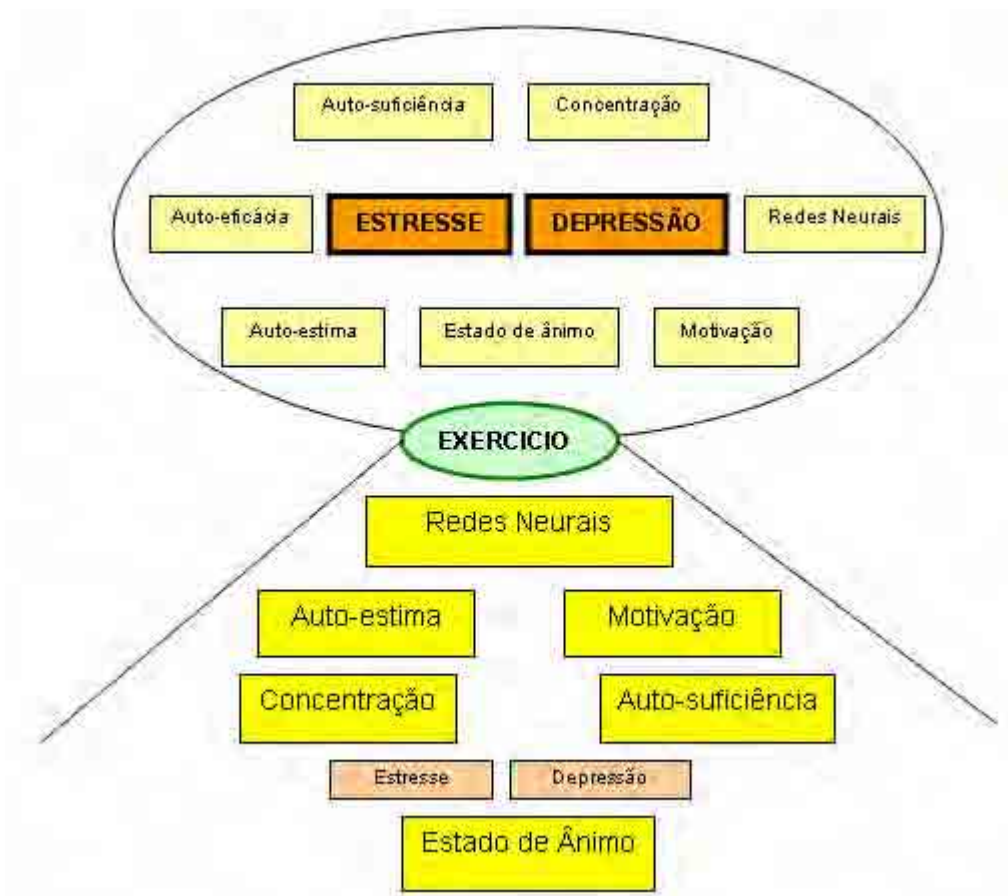 Auto-suficiência
Concentração
Auto-eficácia
ESTRESSE
DEPRESSÃO
Redes Neurais
Auto-estima
Estado de ânimo
Motivação
EXERCICIO
Redes Neurais
Auto-estima
Motivação
Concentração
Auto-suficiência
Estresse
Depressão
Estado de Ânimo